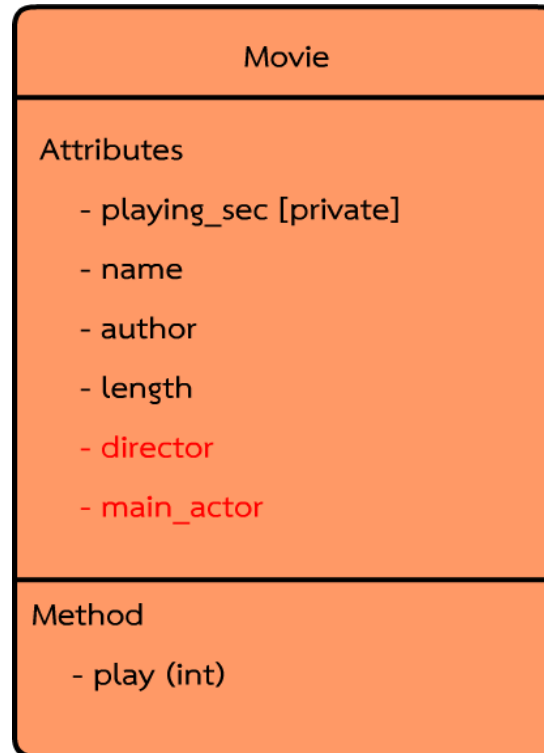 Movie
Attributes
- playing_sec [private]
- name
- author
- length
- director
- main_actor
Method
- play (int)